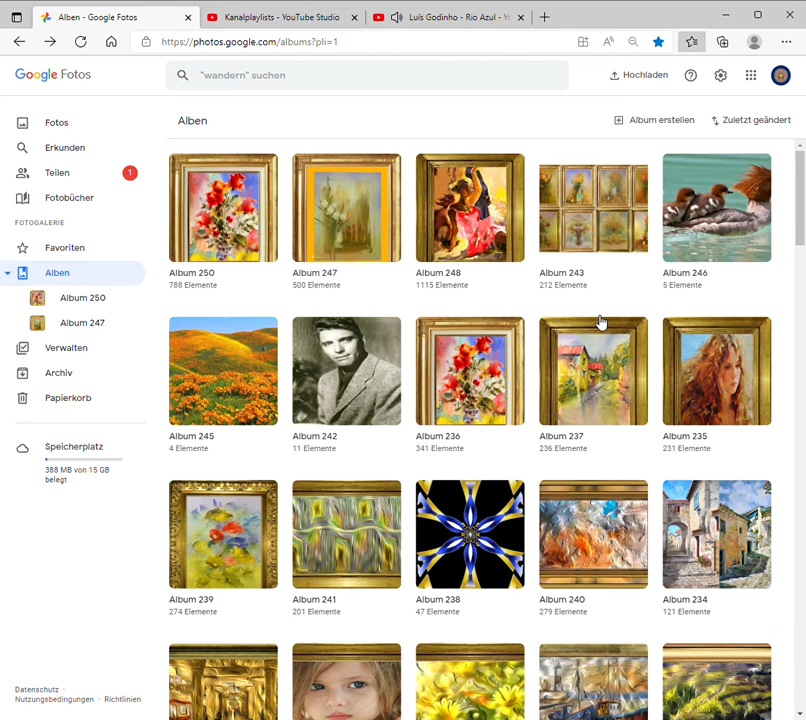 Alben - Google Fotos
Kanalplaylists - YouTube Studio
Luís Godinho - Rio Azul - Yo
https://photos.google.com/albums?pli=1
Google Fotos
"wandern" suchen
Hochladen
Fotos
Erkunden
Teilen
1
Fotobücher
FOTOGALERIE
Favoriten
Alben
Album 250
Album 247
Verwalten
Archiv
Papierkorb
Speicherplatz
388 MB von 15 GB
belegt
Datenschutz ·
Nutzungsbedingungen · Richtlinien
Alben
Album erstellen
Zuletzt geändert
Album 250
788 Elemente
Album 247
500 Elemente
Album 248
1115 Elemente
Album 243
212 Elemente
Album 246
5 Elemente
Album 245
4 Elemente
Album 242
11 Elemente
Album 236
341 Elemente
Album 237
236 Elemente
Album 235
231 Elemente
Album 239
274 Elemente
Album 241
201 Elemente
Album 238
47 Elemente
Album 240
279 Elemente
Album 234
121 Elemente